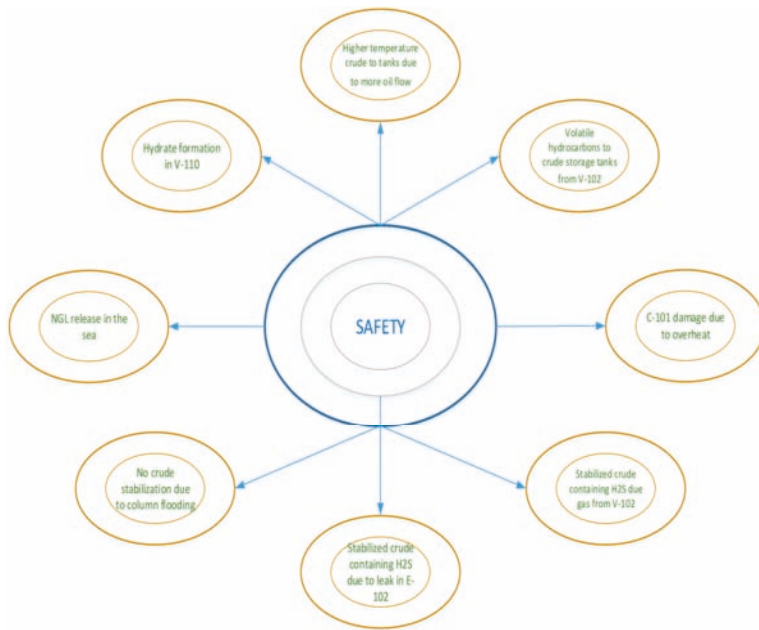 Higher temperature
crude to tanks due
to more oil flow
Hydrate formation
in V-110
Volatile
hydrocarbons to
crude storage tanks
from V-102
NGL release in the
sea
SAFETY
C-101 damage due
to overheat
No crude
stabilization due
to column flooding
Stabilized crude
containing H2S due
gas from V-102
Stabilized crude
containing H2S
due to leak in E-
102